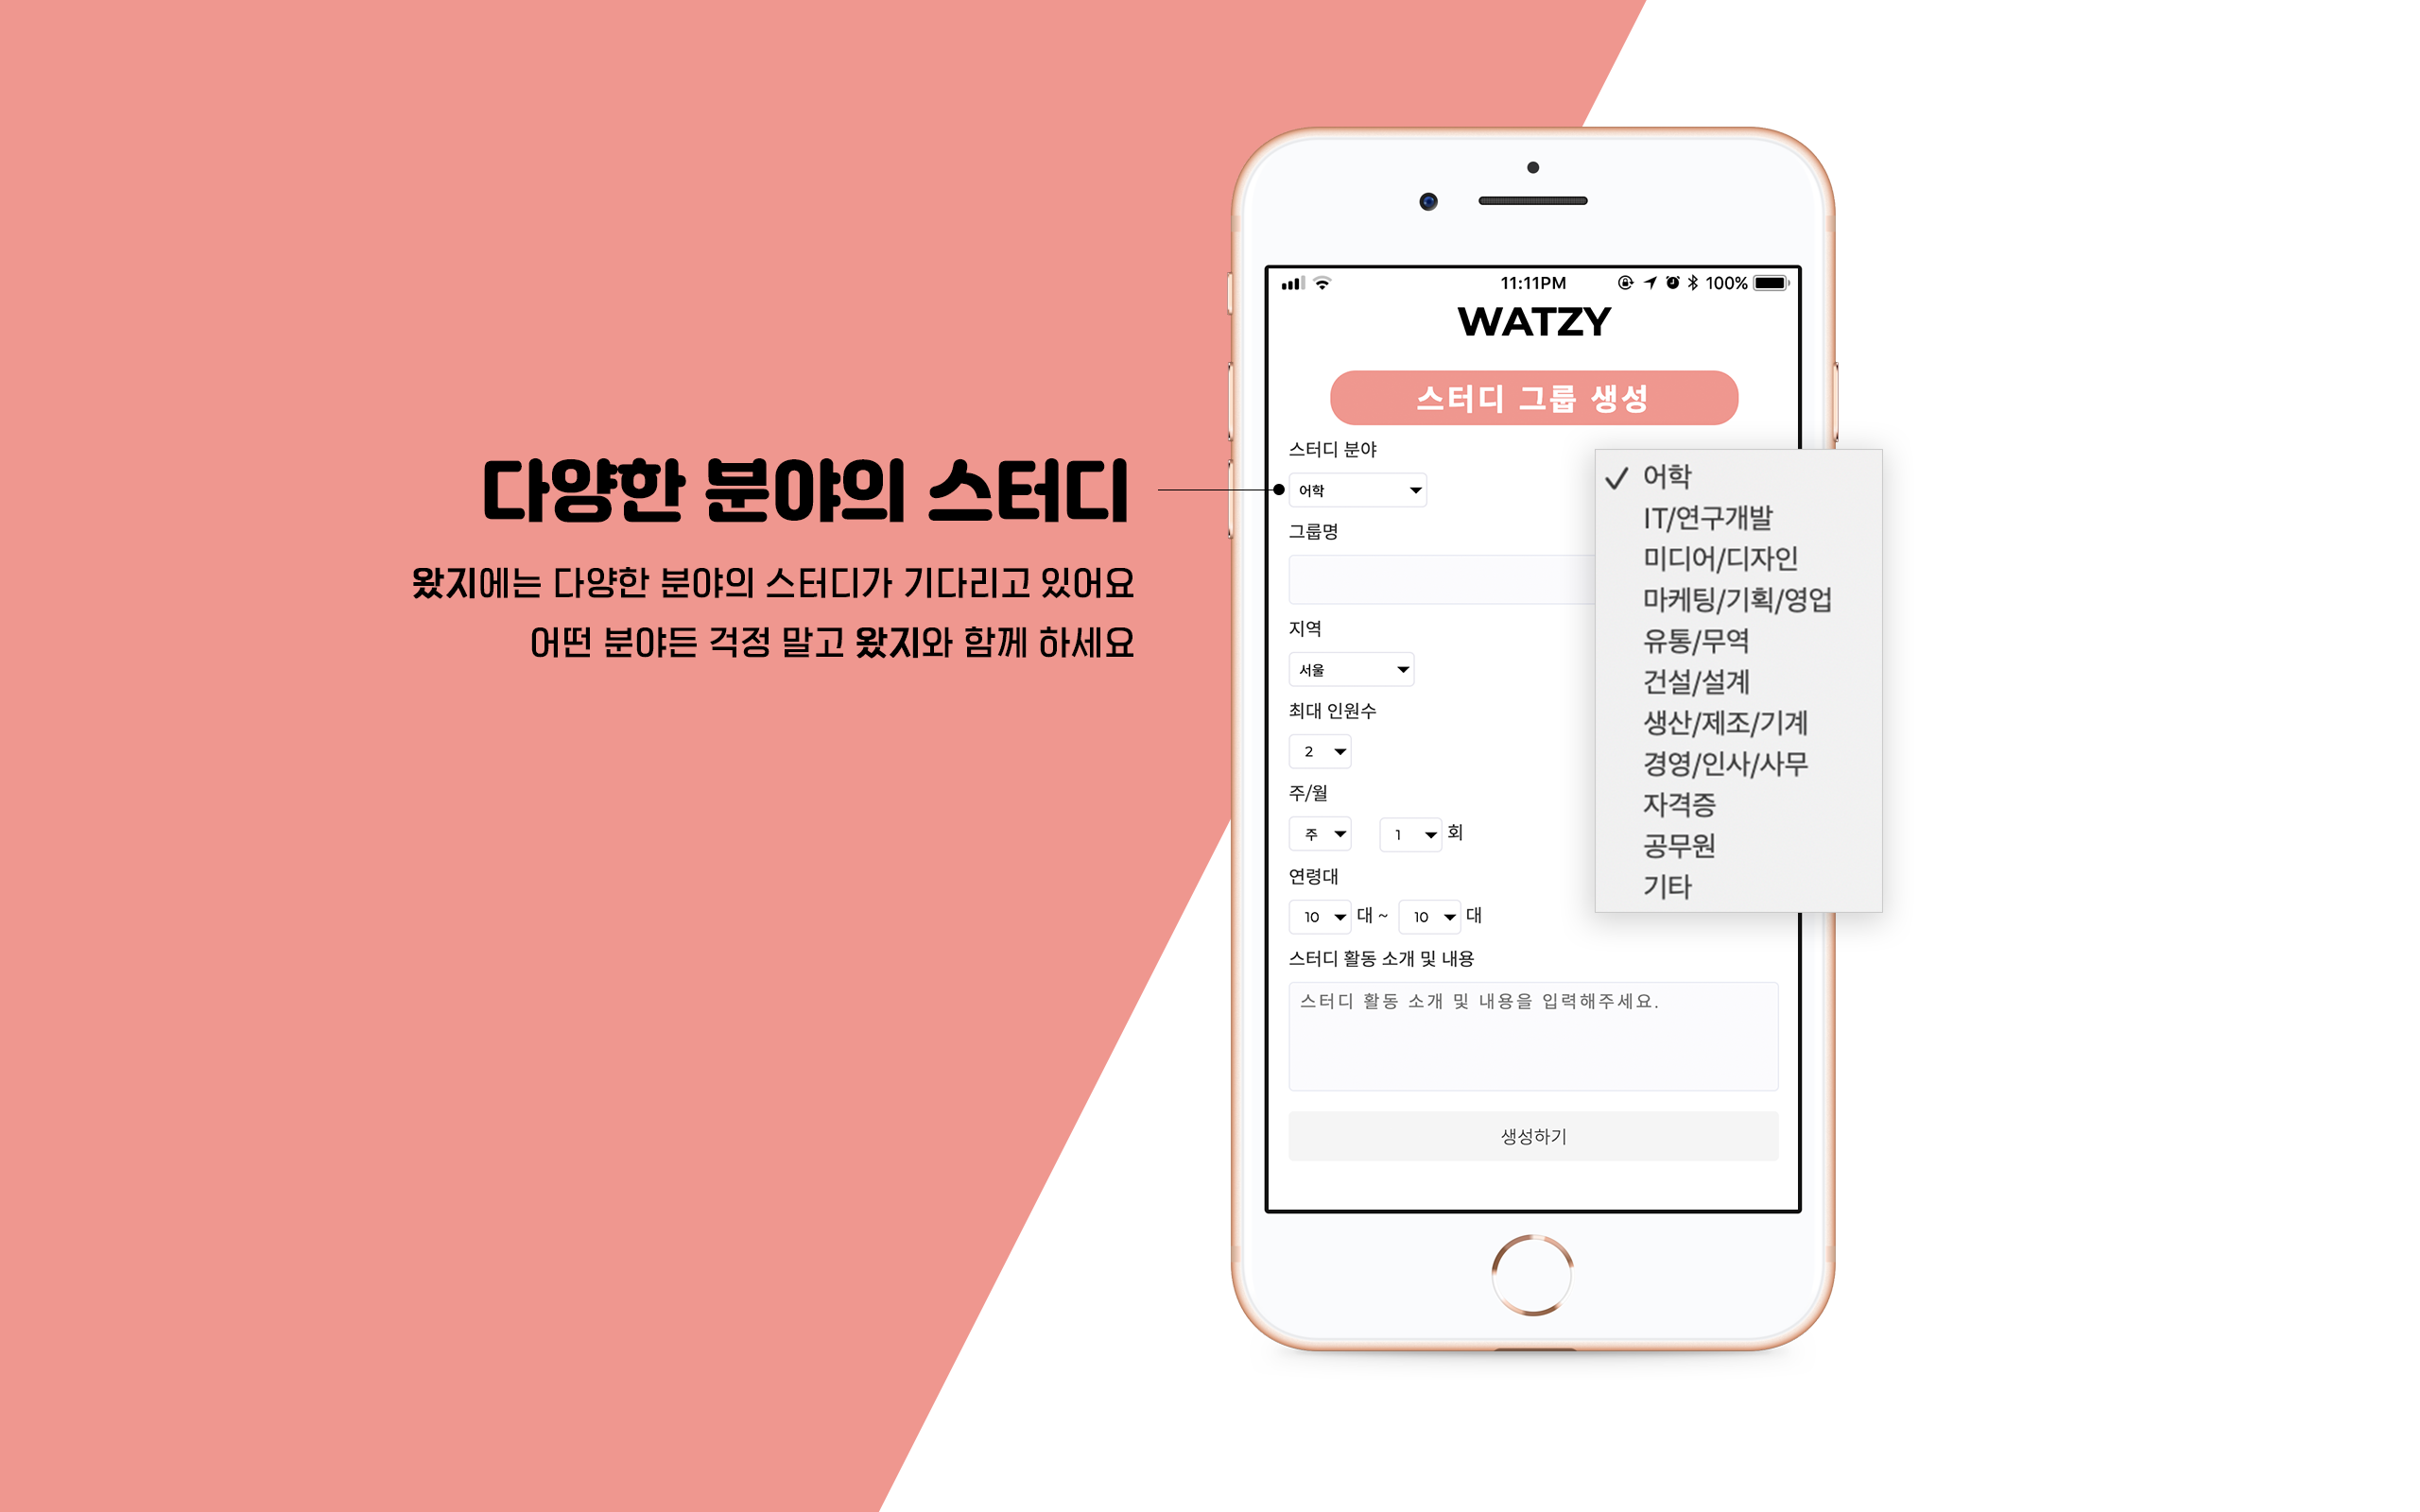 다양한 분야의 스터디
왔지에는 다양한 분야의 스터디가 기다리고 있어요
어떤 분야든 걱정 말고 왔지와 함께 하세요
11:11PM 100%
WATZY
스터디 그룹 생성
스터디 분야
어학
그룹명
지역
서울
최대 인원수
2
주/월
주 1 회
연령대
10 대 ~ 10 대
스터디 활동 소개 및 내용
스터디 활동 소개 및 내용을 입력해주세요.
생성하기
어학
IT/연구개발
미디어/디자인
마케팅/기획/영업
유통/무역
건설/설계
생산/제조/기계
경영/인사/사무
자격증
공무원
기타